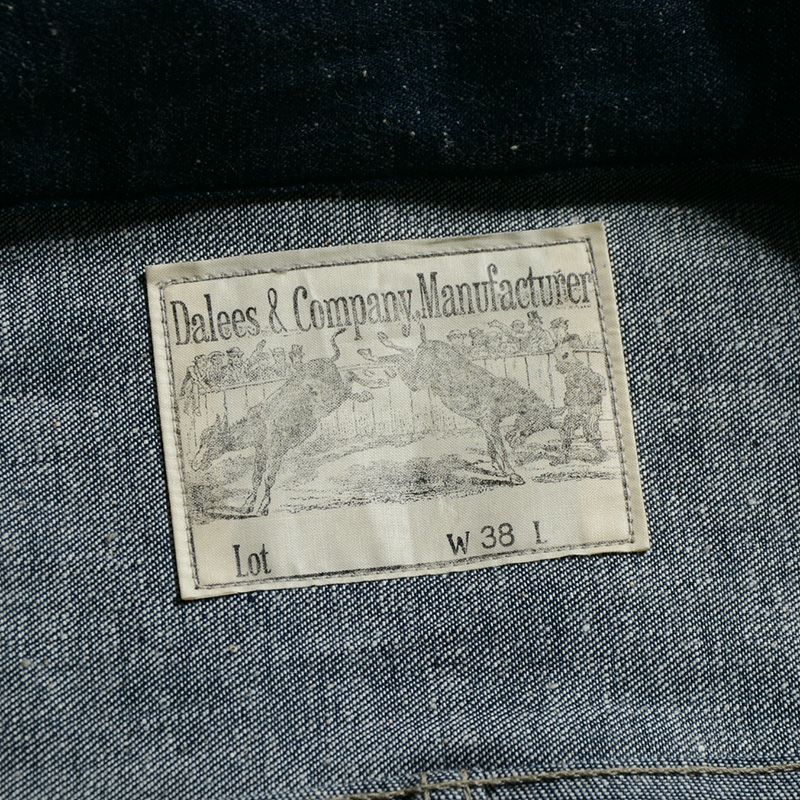 Dalees & Company, Manufacturer
Lot W 38 L